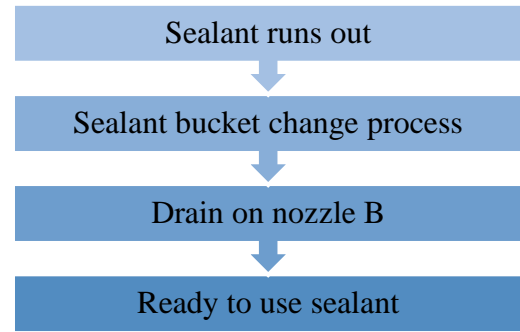 Sealant runs out
Sealant bucket change process
Drain on nozzle B
Ready to use sealant